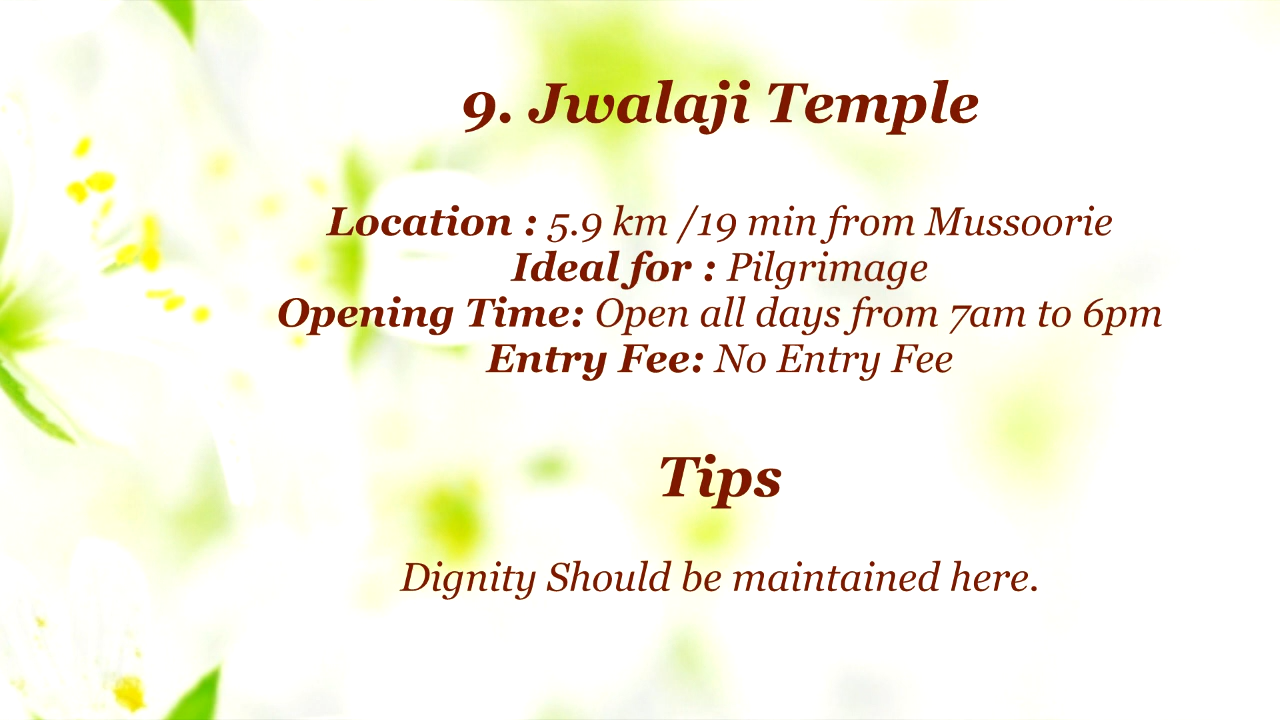 9. Jwalaji Temple
Location : 5.9 km /19 min from Mussoorie
Ideal for : Pilgrimage
Opening Time: Open all days from 7am to 6pm
Entry Fee: No Entry Fee
Tips
Dignity Should be maintained here.